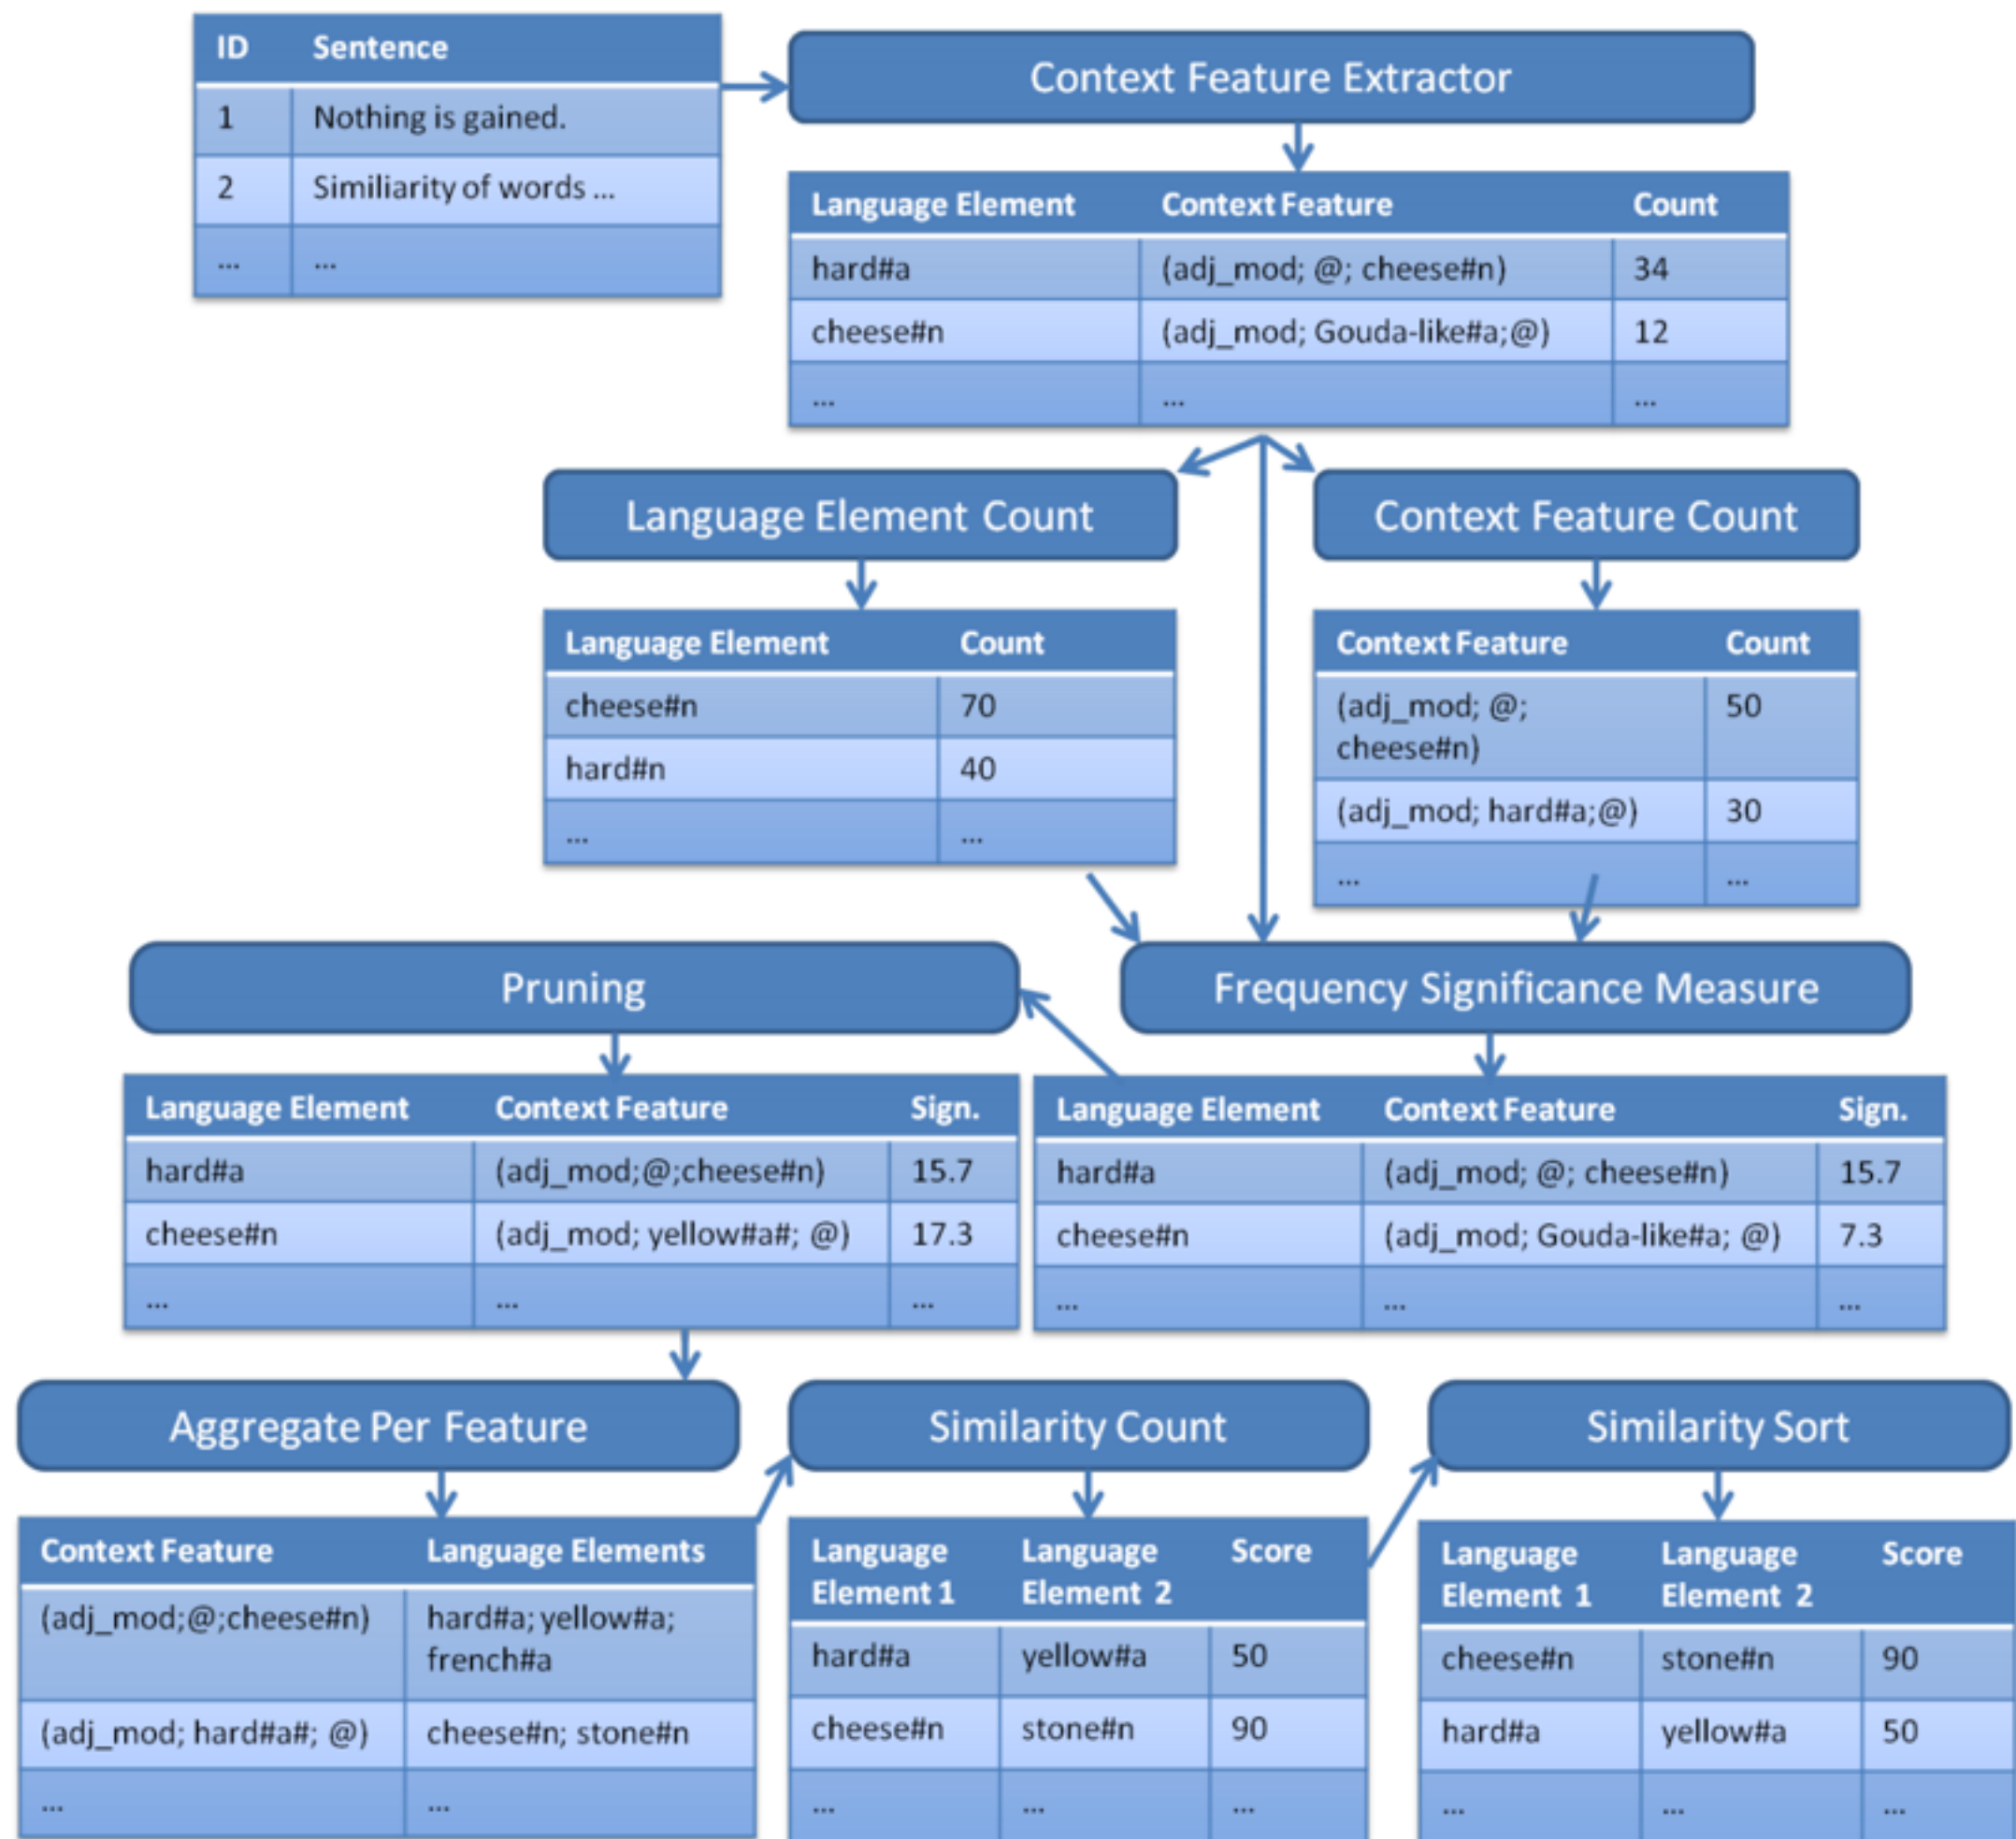 ID Sentence
1 Nothing is gained.
2 Similiarity of words ...
... ...
Context Feature Extractor
Language Element Context Feature Count
hard#a (adj_mod; @; cheese#n) 34
cheese#n (adj_mod; Gouda-like#a;@) 12
... ... ...
Language Element Count
Language Element Count
cheese#n 70
hard#n 40
... ...
Context Feature Count
Context Feature Count
(adj_mod; @; 50
cheese#n)
(adj_mod; hard#a;@) 30
... ...
Frequency Significance Measure
Language Element Context Feature Sign.
hard#a (adj_mod; @; cheese#n) 15.7
cheese#n (adj_mod; Gouda-like#a; @) 7.3
... ... ...
Pruning
Language Element Context Feature Sign.
hard#a (adj_mod;@;cheese#n) 15.7
cheese#n (adj_mod; yellow#a#; @) 17.3
... ... ...
Aggregate Per Feature
Context Feature Language Elements
(adj_mod;@;cheese#n) hard#a; yellow#a;
french#a
(adj_mod; hard#a#; @) cheese#n; stone#n
... ...
Similarity Count
Language Language Score
Element 1 Element 2
hard#a yellow#a 50
cheese#n stone#n 90
... ... ...
Similarity Sort
Language Language Score
Element 1 Element 2
cheese#n stone#n 90
hard#a yellow#a 50
... ... ...